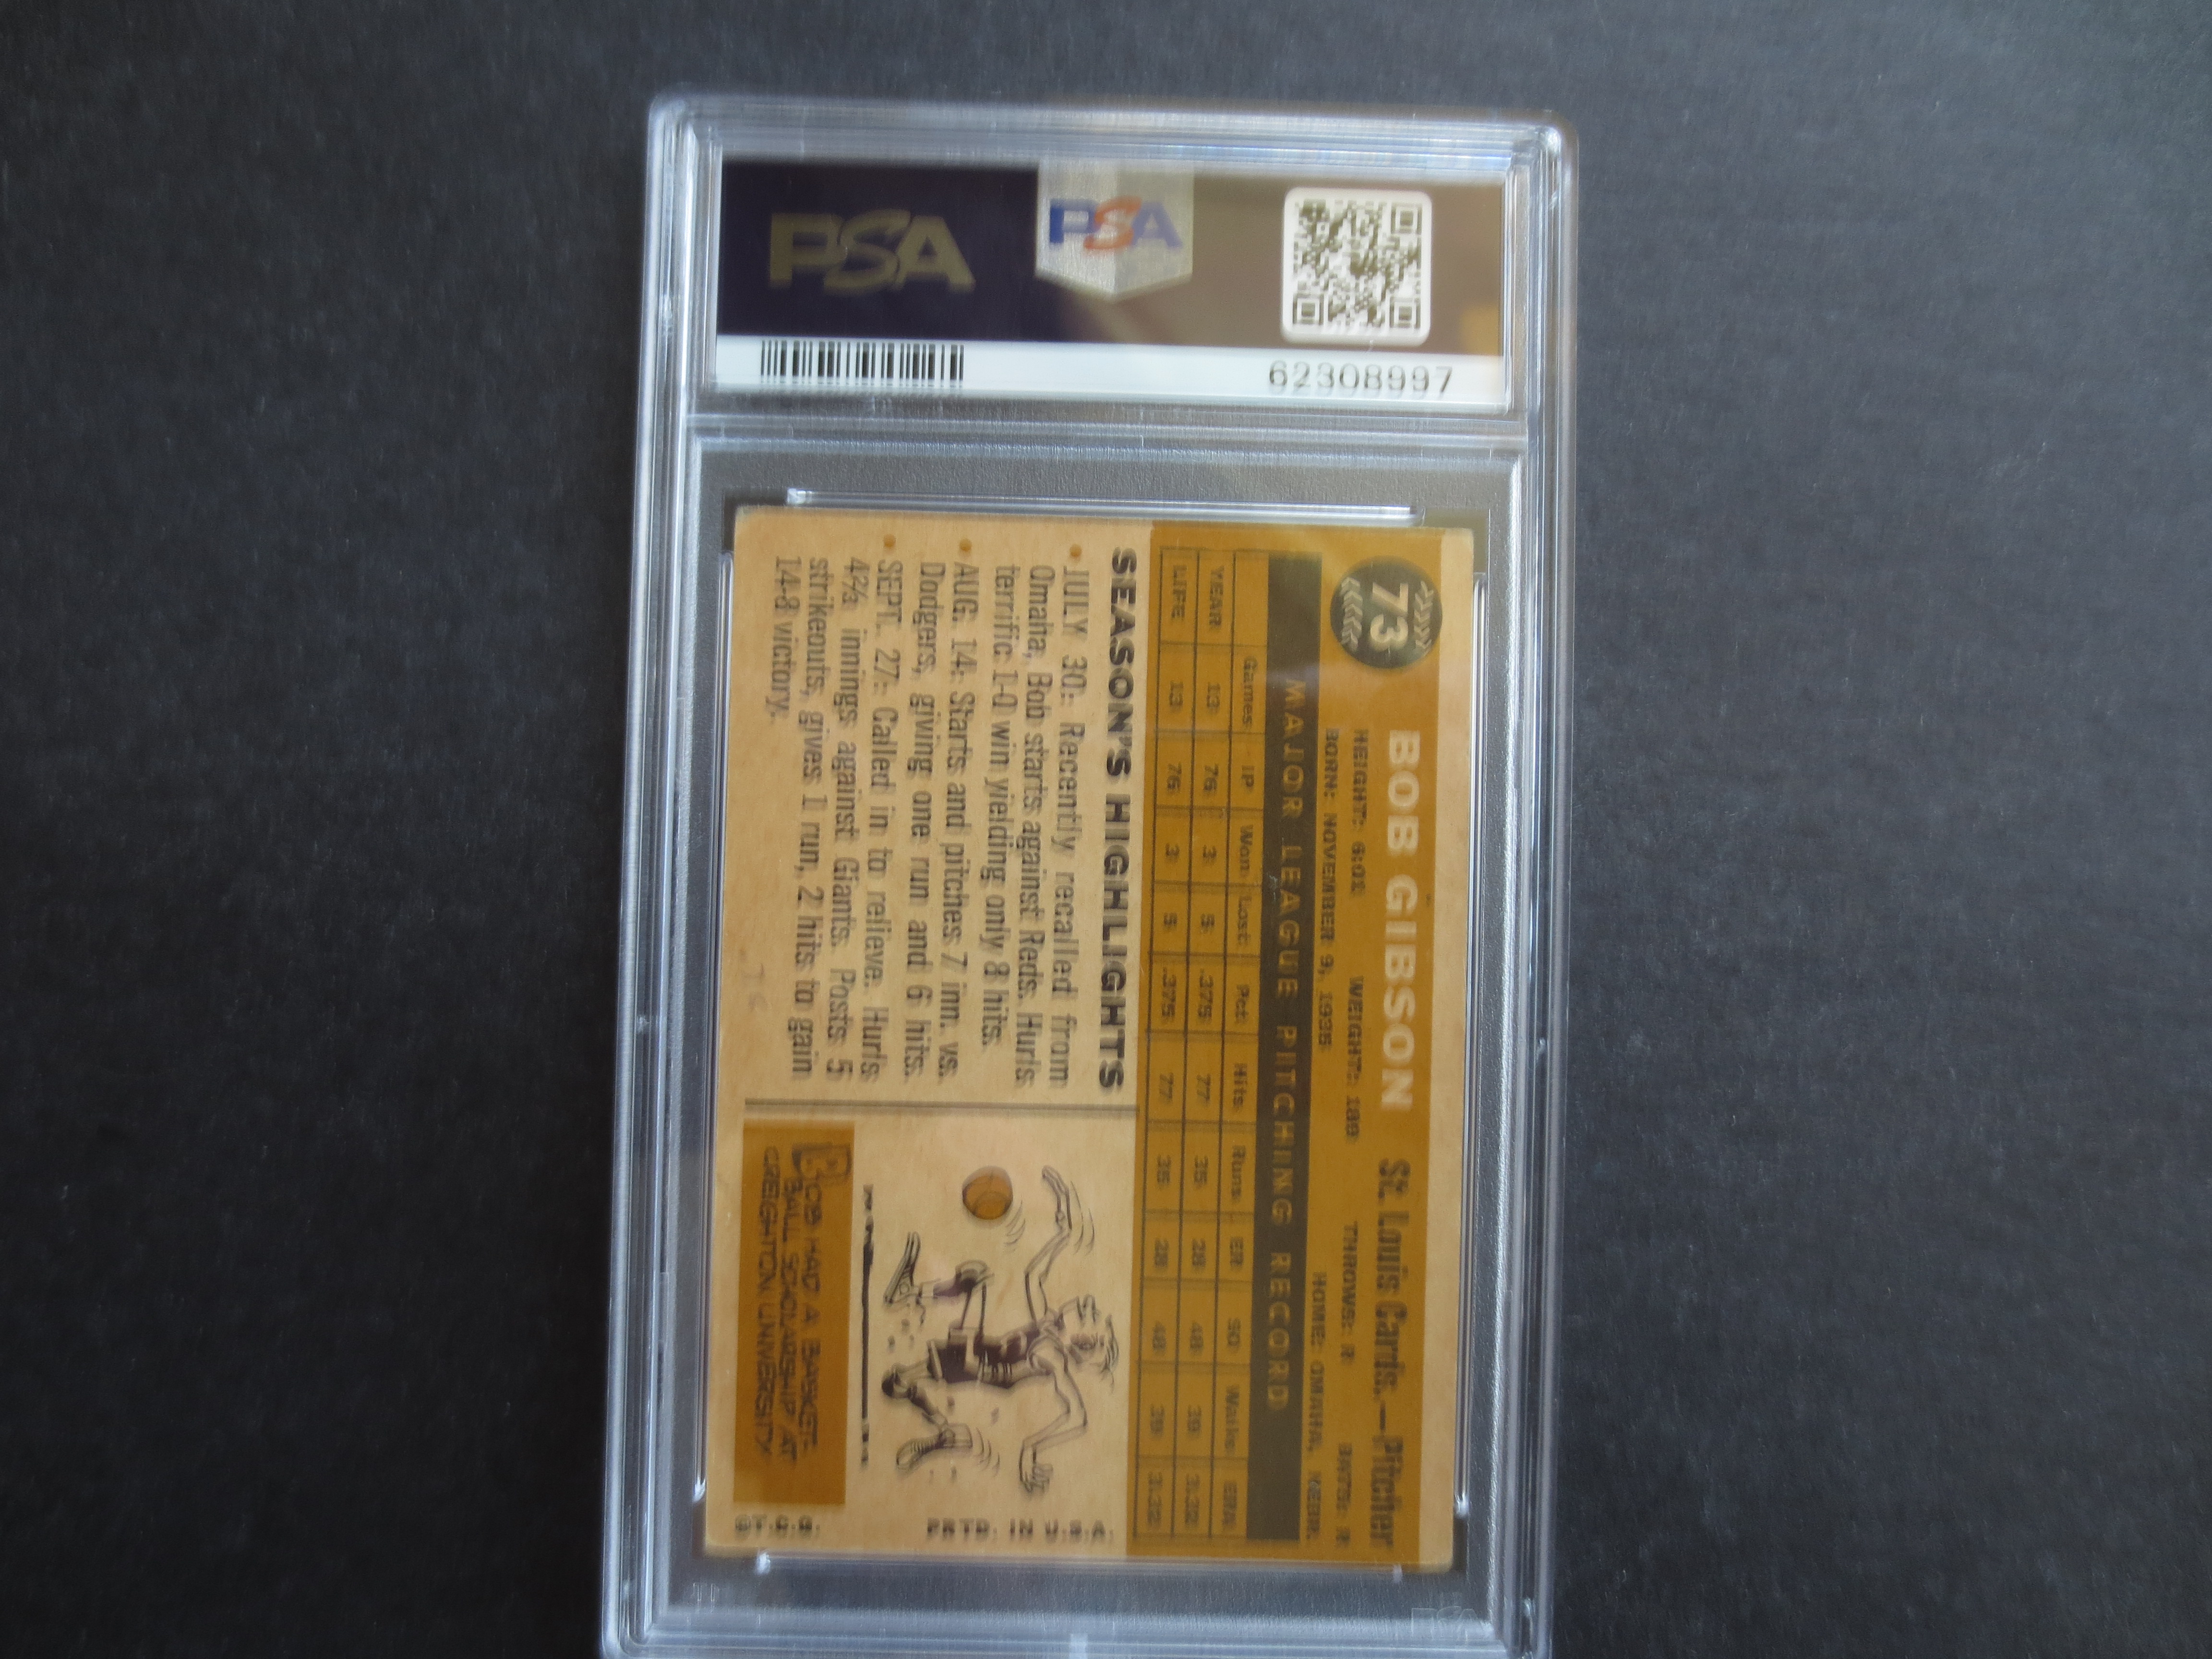 PSA
PSA
62308997
73
BOB GIBSON St. Louis Cards.—Pitcher
HEIGHT: 6:01 WEIGHT: 189 THROWS: R BATS: R
BORN: NOVEMBER 9, 1935 HOME: OMAHA, NEBR.
MAJOR LEAGUE PITCHING RECORD
Games IP Won Lost Pct. Hits Runs ER SO Walks ERA
YEAR 13 76 3 5 .375 77 35 28 48 39 3.32
LIFE 13 76 3 5 .375 77 35 28 48 39 3.32
SEASON'S HIGHLIGHTS
• JULY 30: Recently recalled from
Omaha, Bob starts against Reds. Hurls
terrific 1-0 win yielding only 8 hits.
• AUG. 14: Starts and pitches 7 inn. vs.
Dodgers, giving one run and 6 hits.
• SEPT. 27: Called in to relieve. Hurls
4⅔ innings against Giants. Posts 5
strikeouts, gives 1 run, 2 hits to gain
14-8 victory.
BOB HAD A BASKET-
BALL SCHOLARSHIP AT
CREIGHTON UNIVERSITY
©T.C.G. PRTD. IN U.S.A.